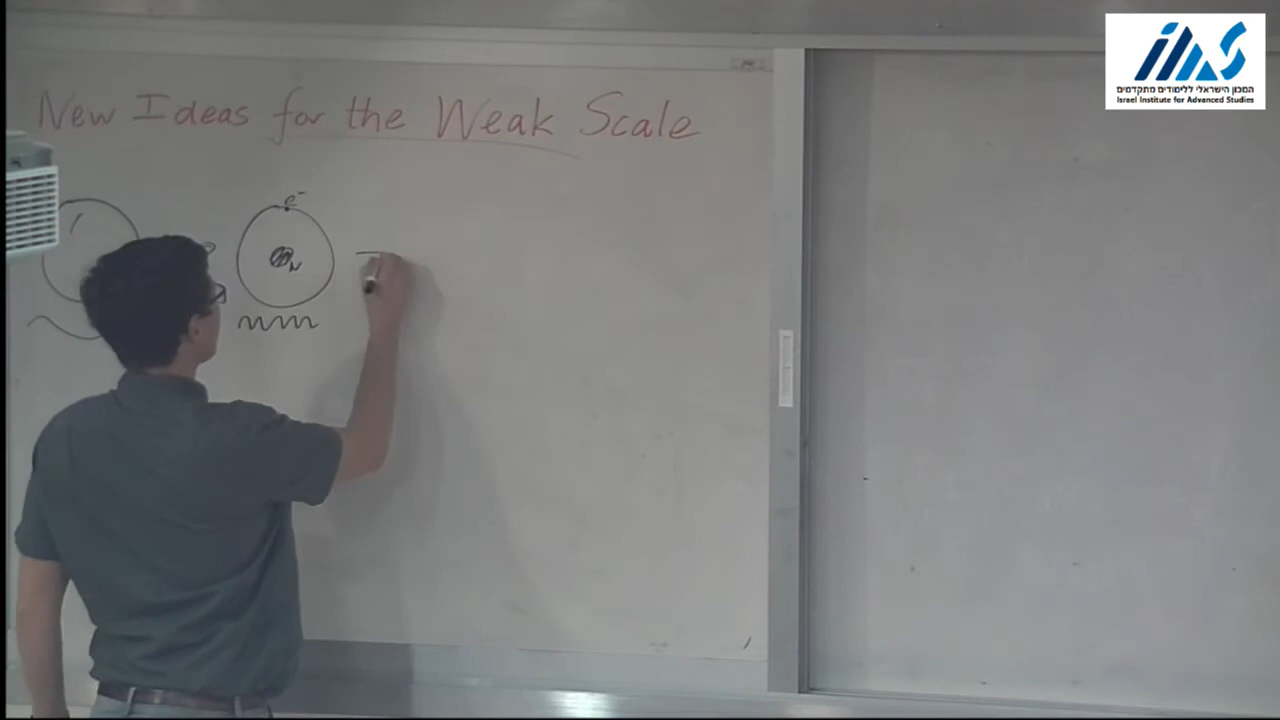 המכון הישראלי ללימודים מתקדמים
Israel Institute for Advanced Studies
New Ideas for the Weak Scale
e⁻
N